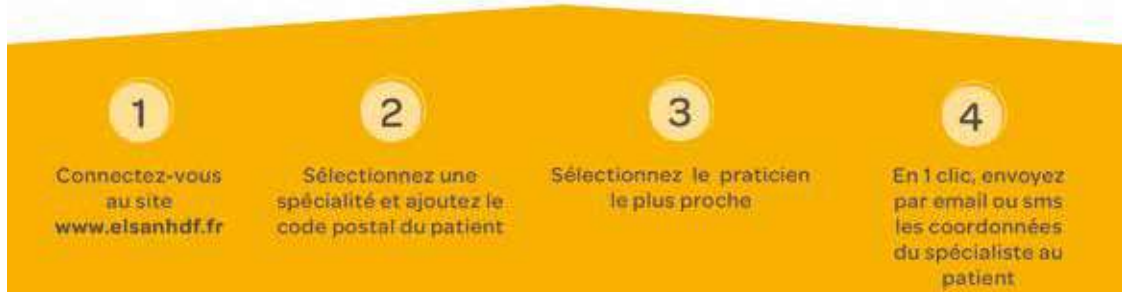 1
Connectez-vous
au site
www.elsanhdf.fr
2
Sélectionnez une
spécialité et ajoutez le
code postal du patient
3
Sélectionnez le praticien
le plus proche
4
En 1 clic, envoyez
par email ou sms
les coordonnées
du spécialiste au
patient